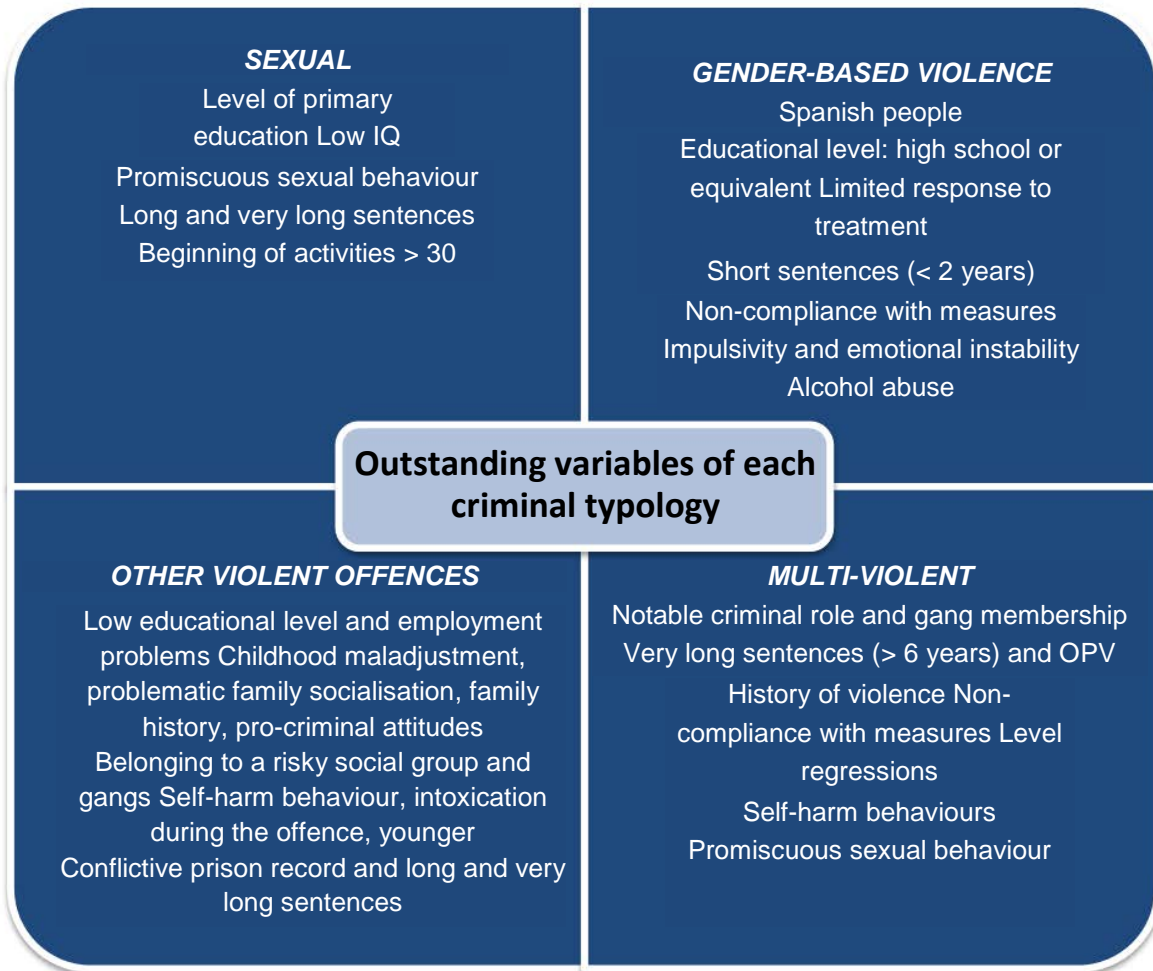 SEXUAL
Level of primary
education Low IQ
Promiscuous sexual behaviour
Long and very long sentences
Beginning of activities > 30
GENDER-BASED VIOLENCE
Spanish people
Educational level: high school or
equivalent Limited response to
treatment
Short sentences (< 2 years)
Non-compliance with measures
Impulsivity and emotional instability
Alcohol abuse
Outstanding variables of each
criminal typology
OTHER VIOLENT OFFENCES
Low educational level and employment
problems Childhood maladjustment,
problematic family socialisation, family
history, pro-criminal attitudes
Belonging to a risky social group and
gangs Self-harm behaviour, intoxication
during the offence, younger
Conflictive prison record and long and very
long sentences
MULTI-VIOLENT
Notable criminal role and gang membership
Very long sentences (> 6 years) and OPV
History of violence Non-
compliance with measures Level
regressions
Self-harm behaviours
Promiscuous sexual behaviour